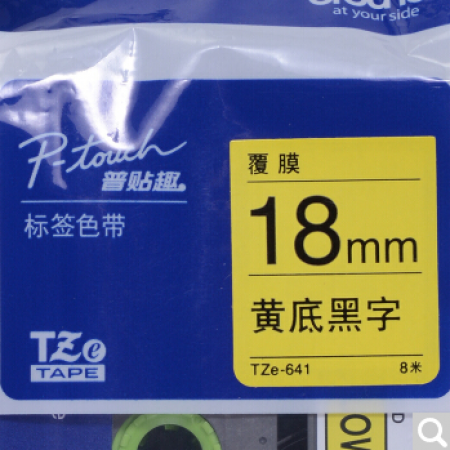 at your side
P-touch
普贴趣
标签色带
TZe
TAPE
覆膜
18mm
黄底黑字
TZe-641 8米